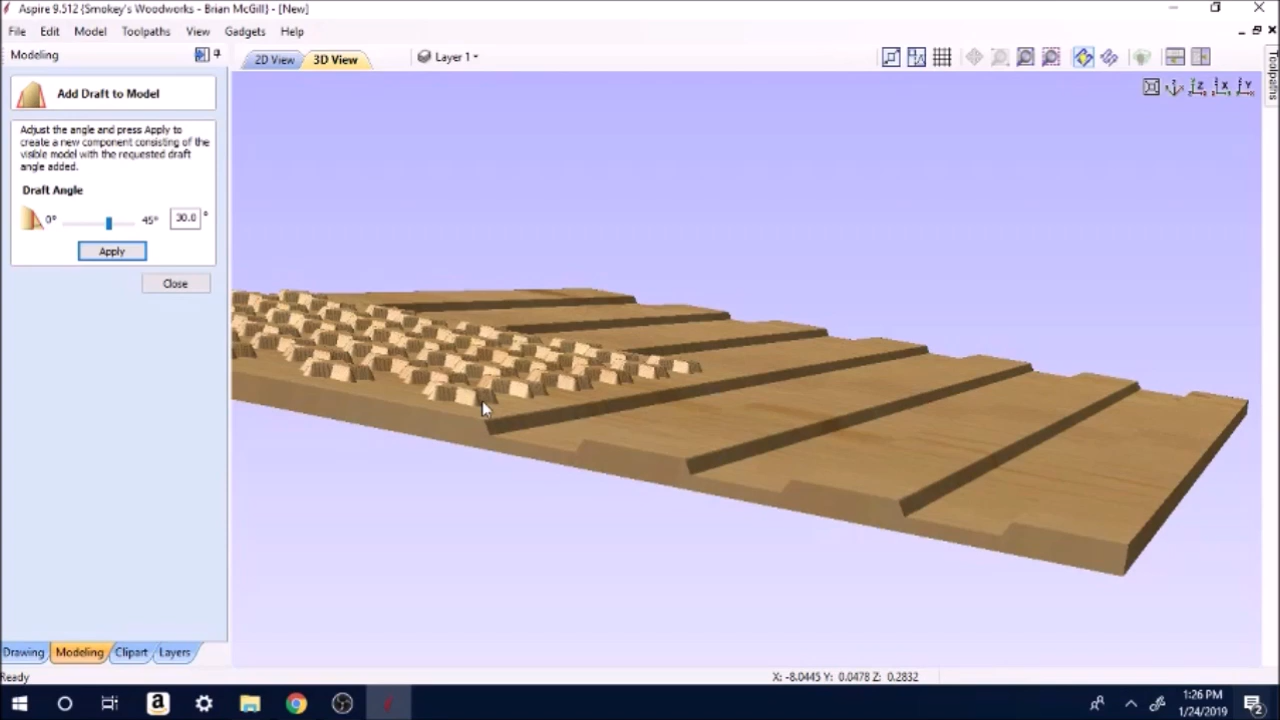 Aspire 9.512 {Smokey's Woodworks - Brian McGill} - [New]
File Edit Model Toolpaths View Gadgets Help
Modeling
2D View 3D View Layer 1
Toolpaths
Z X Y
Add Draft to Model
Adjust the angle and press Apply to
create a new component consisting of the
visible model with the requested draft
angle added.
Draft Angle
0° 45° 30.0 °
Apply
Close
Drawing Modeling Clipart Layers
Ready
X: -8.0445 Y: 0.0478 Z: 0.2832
a
1:26 PM
1/24/2019
2